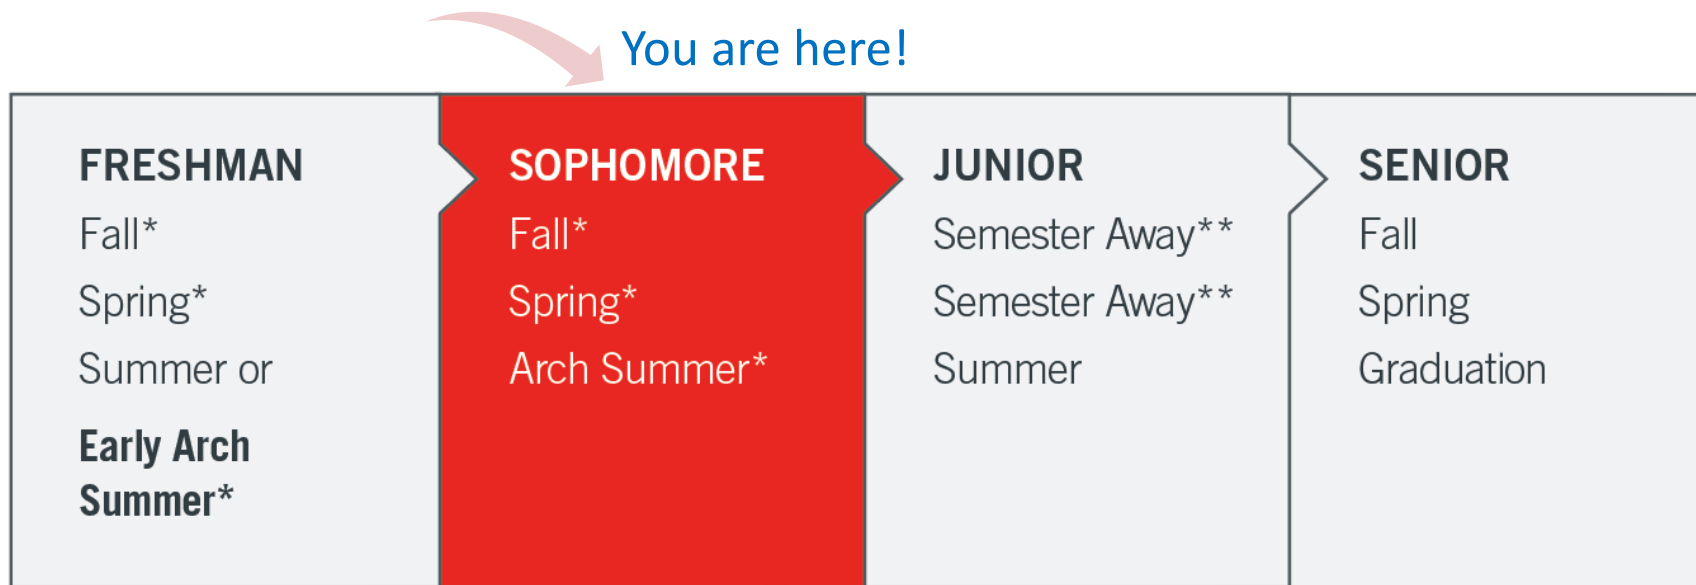 You are here!
FRESHMAN
Fall*
Spring*
Summer or
Early Arch
Summer*
SOPHOMORE
Fall*
Spring*
Arch Summer*
JUNIOR
Semester Away**
Semester Away**
Summer
SENIOR
Fall
Spring
Graduation